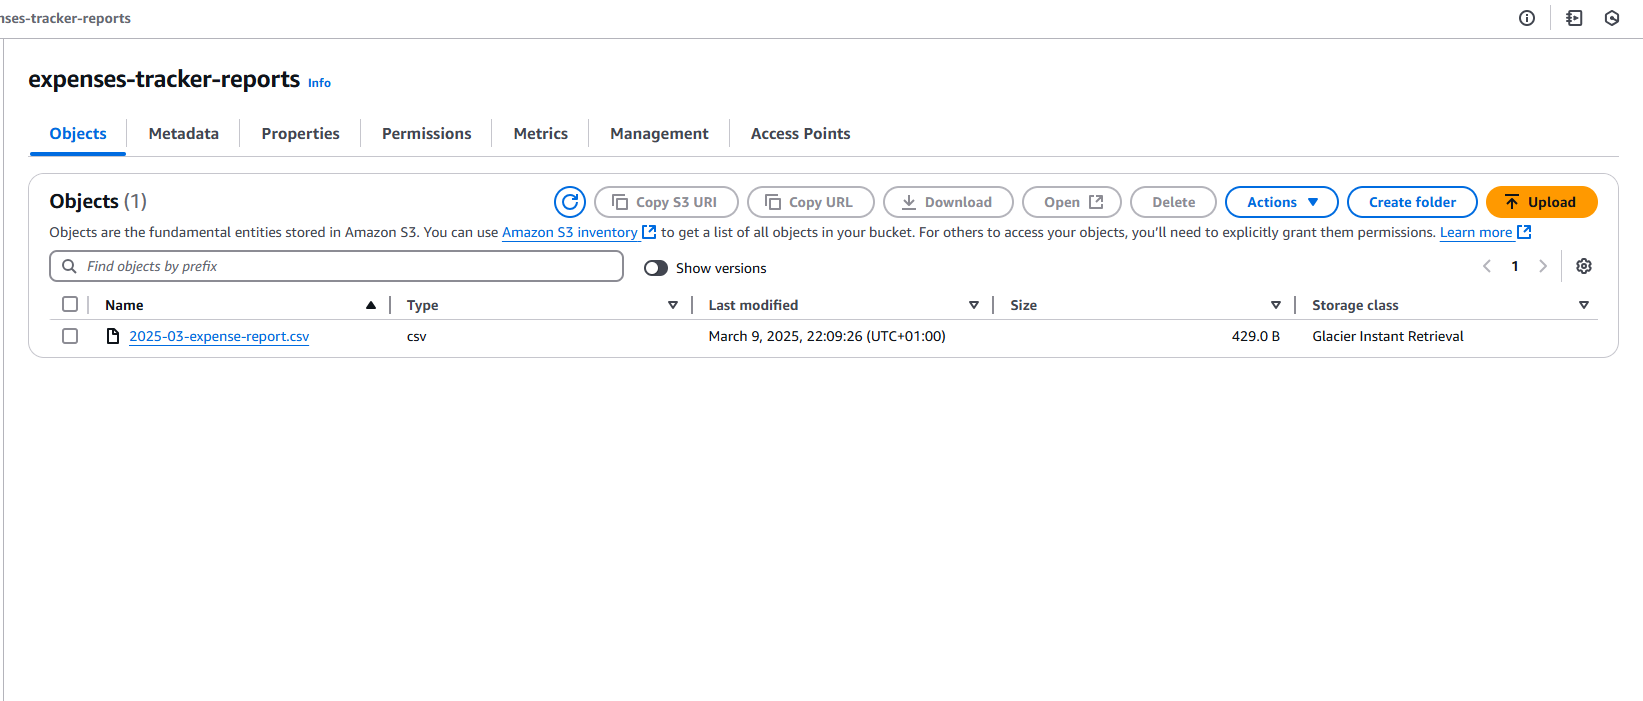 nses-tracker-reports
expenses-tracker-reports Info
Objects Metadata Properties Permissions Metrics Management Access Points
Objects (1) Copy S3 URI Copy URL Download Open Delete Actions Create folder Upload
Objects are the fundamental entities stored in Amazon S3. You can use Amazon S3 inventory to get a list of all objects in your bucket. For others to access your objects, you’ll need to explicitly grant them permissions. Learn more
Find objects by prefix Show versions 1
Name Type Last modified Size Storage class
2025-03-expense-report.csv csv March 9, 2025, 22:09:26 (UTC+01:00) 429.0 B Glacier Instant Retrieval